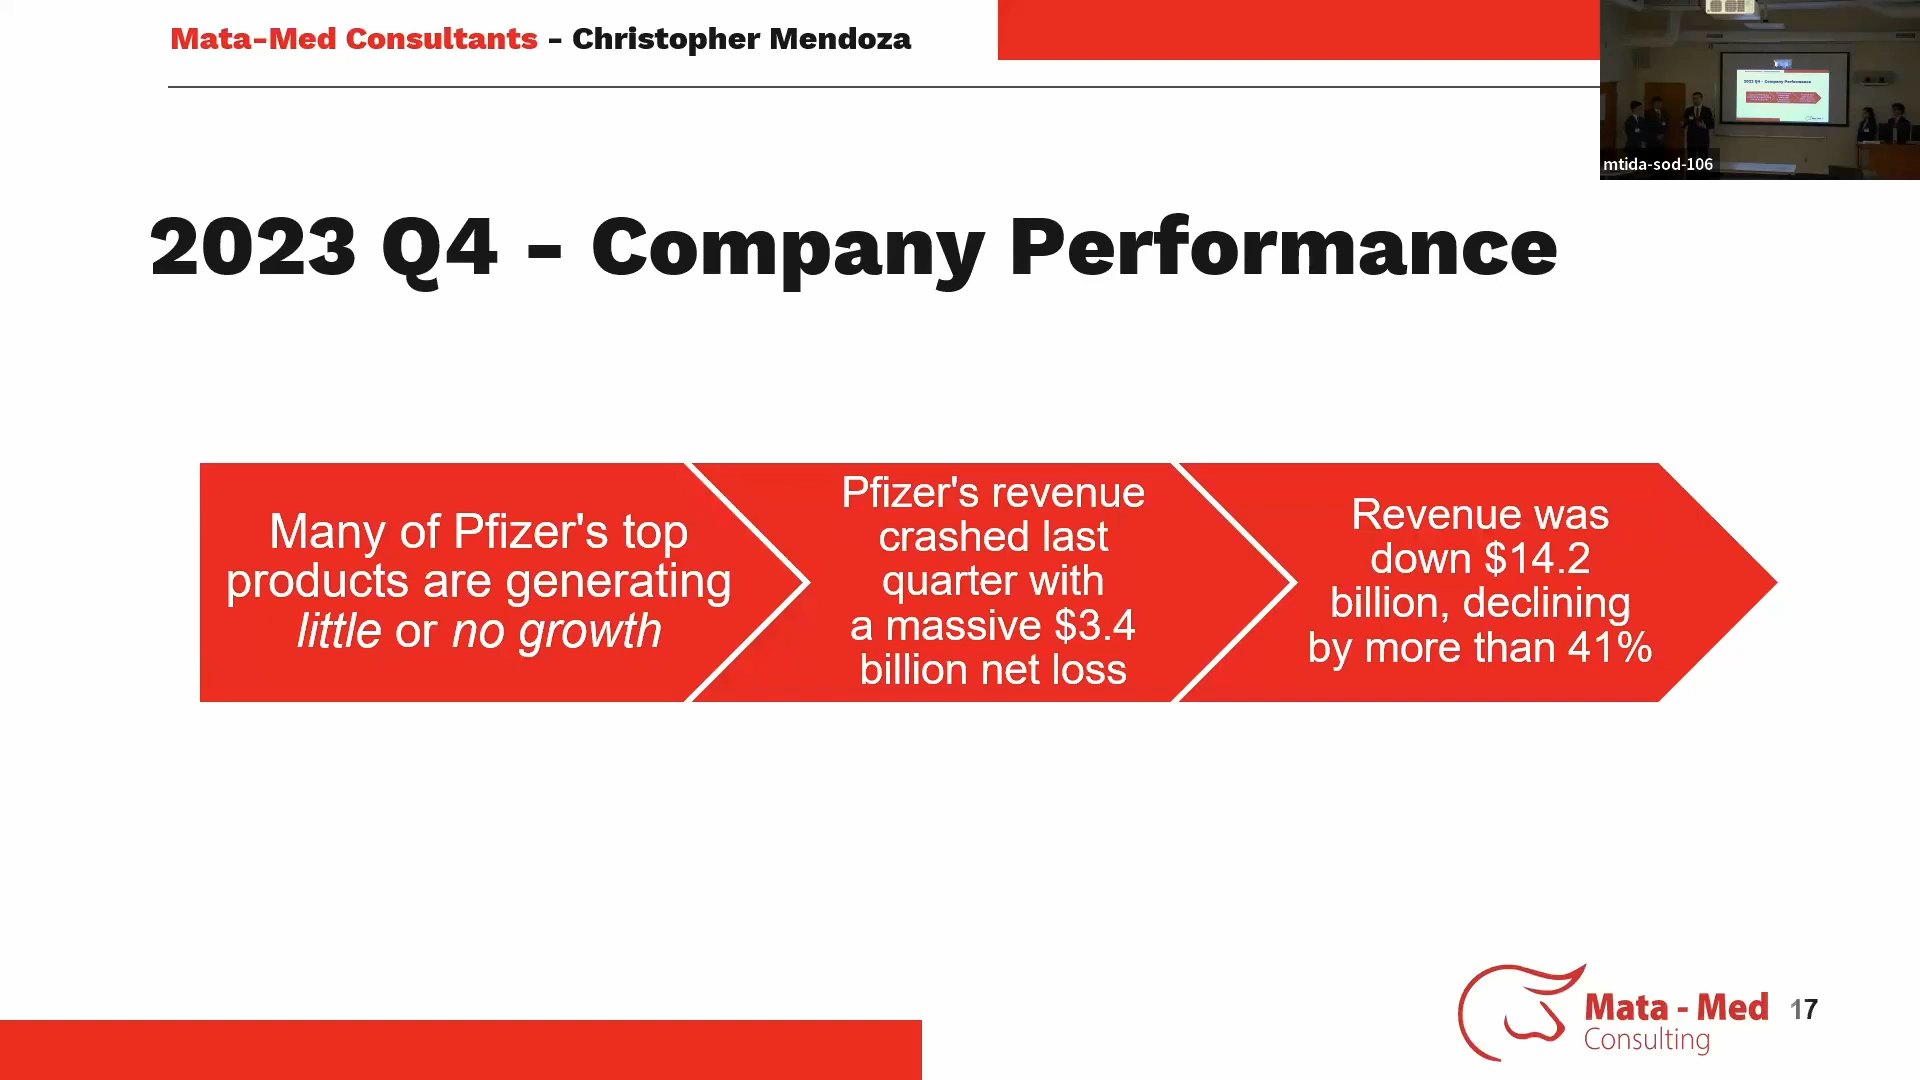 Mata-Med Consultants - Christopher Mendoza
mtida-sod-106
2023 Q4 - Company Performance
Many of Pfizer's top
products are generating
little or no growth
Pfizer's revenue
crashed last
quarter with
a massive $3.4
billion net loss
Revenue was
down $14.2
billion, declining
by more than 41%
Mata - Med
Consulting
17